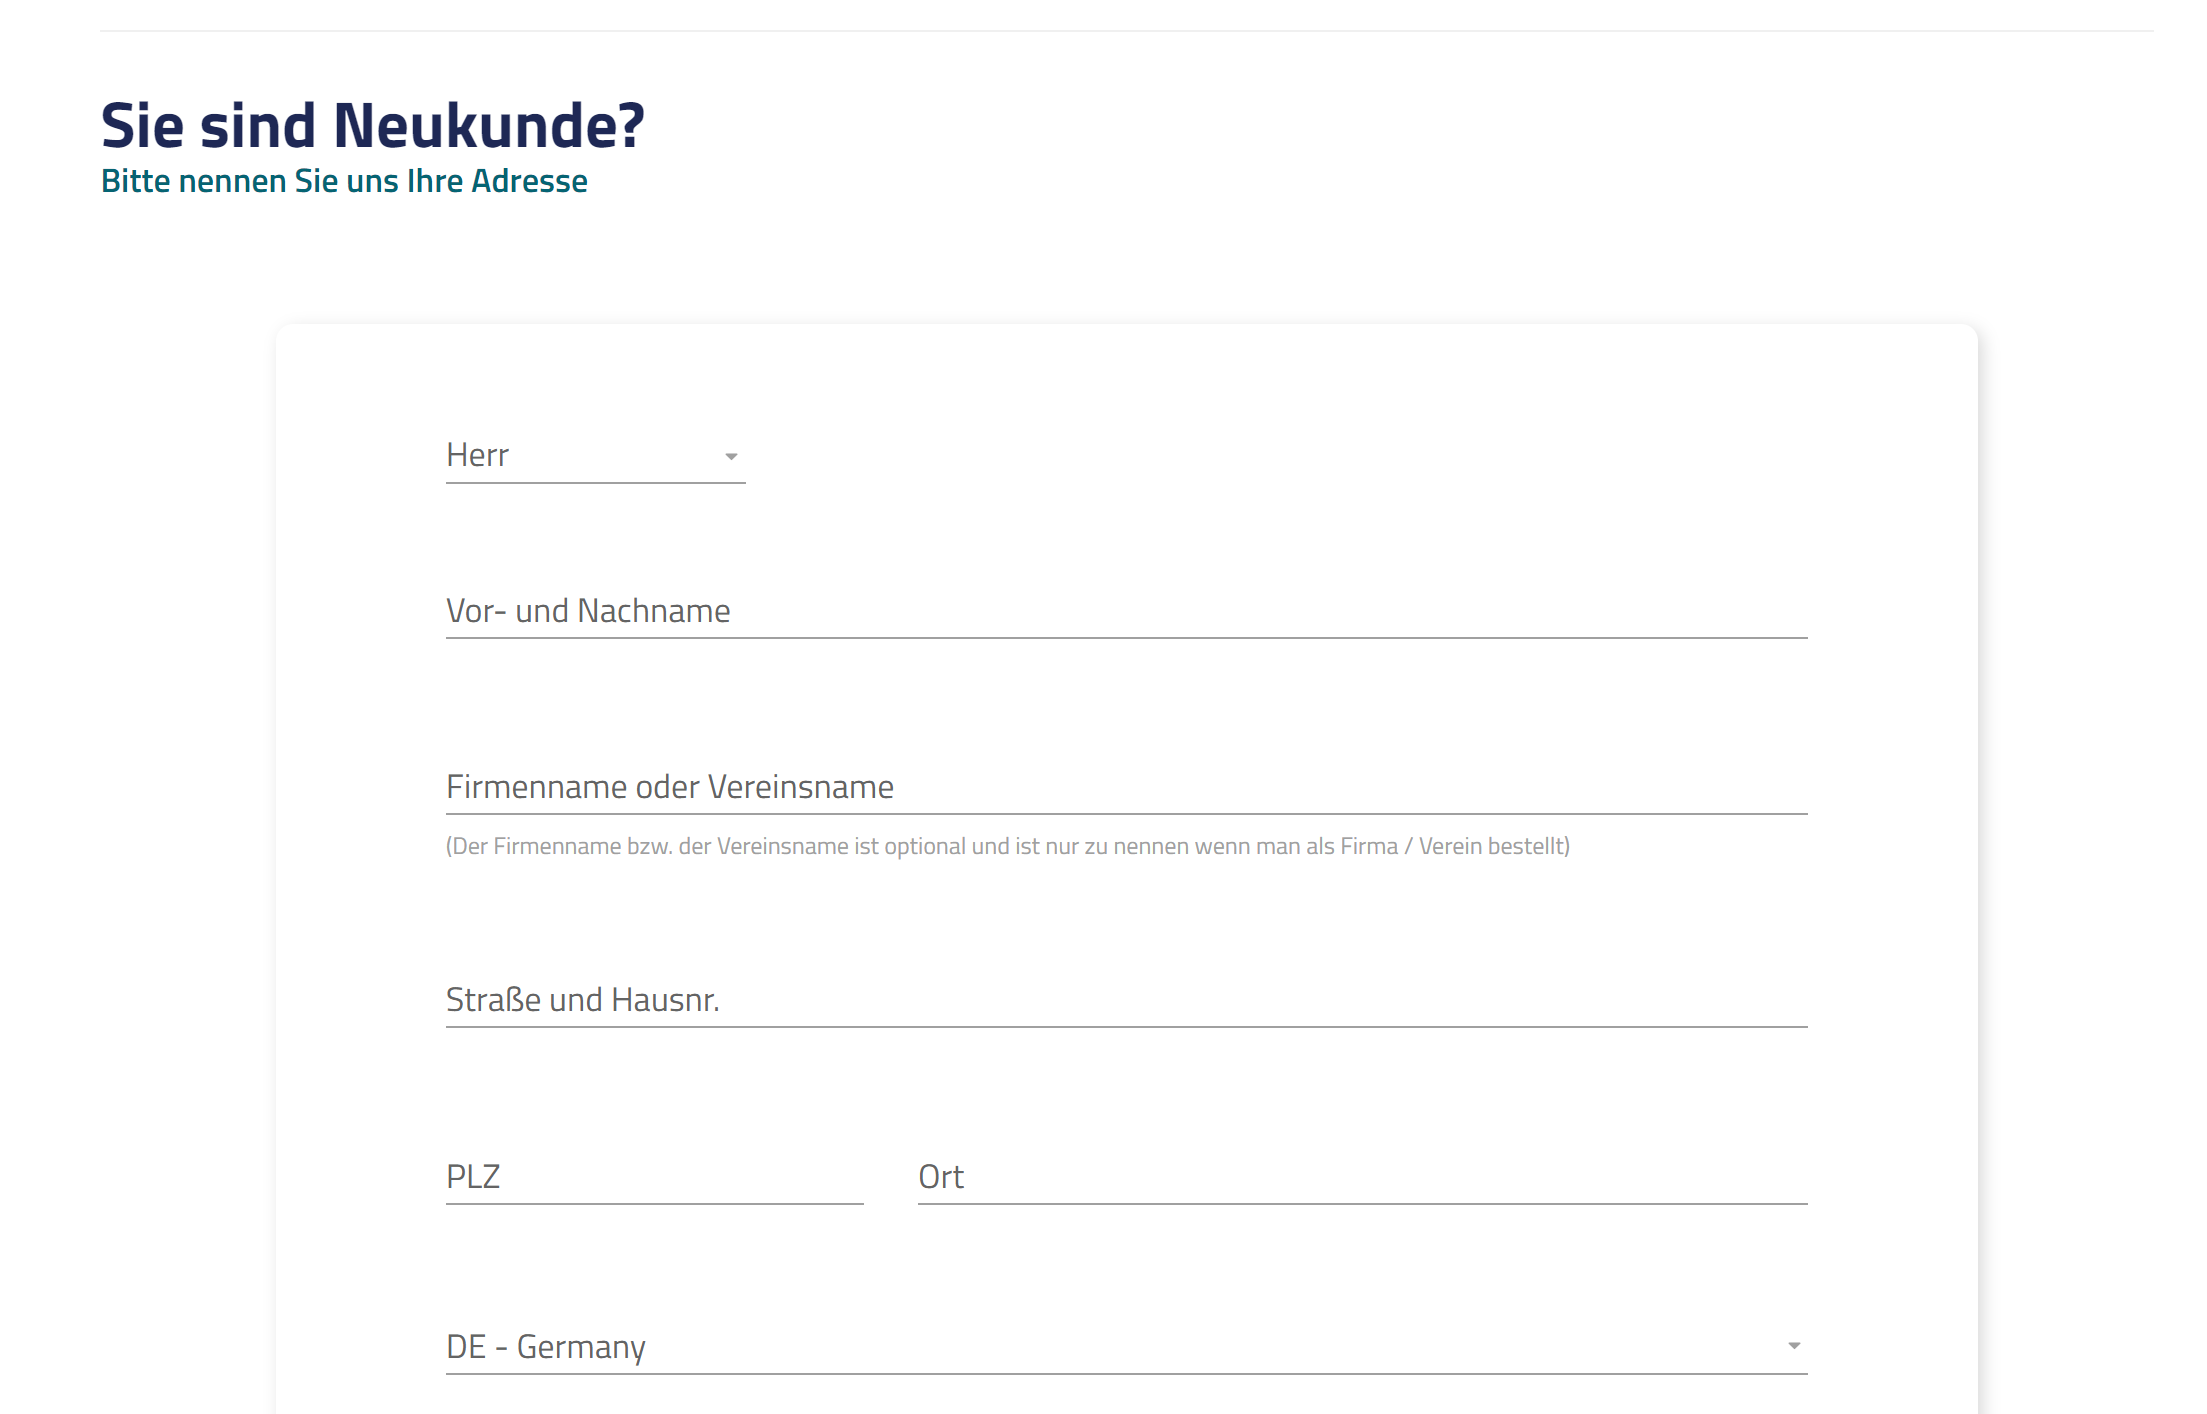 Sie sind Neukunde?
Bitte nennen Sie uns Ihre Adresse
Herr
Vor- und Nachname
Firmenname oder Vereinsname
(Der Firmenname bzw. der Vereinsname ist optional und ist nur zu nennen wenn man als Firma / Verein bestellt)
Straße und Hausnr.
PLZ Ort
DE - Germany